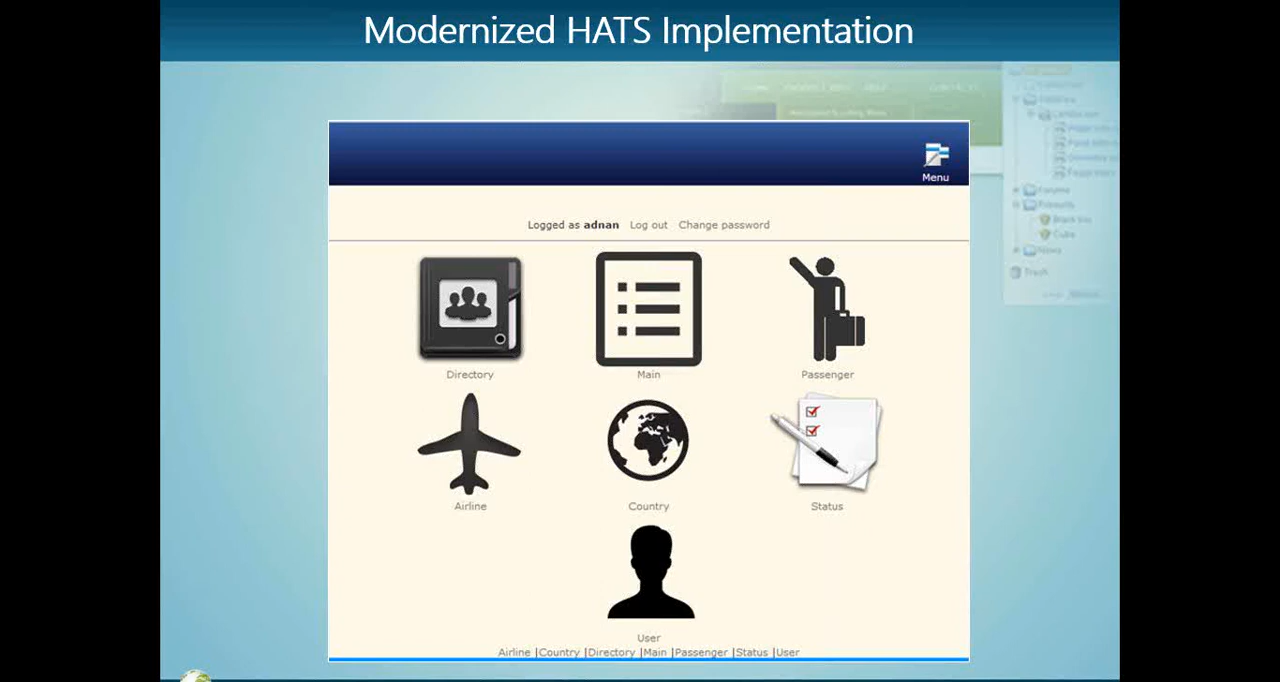 Modernized HATS Implementation
Menu
Logged as adnan Log out Change password
Directory Main Passenger
Airline Country Status
User
Airline |Country |Directory |Main |Passenger |Status |User
Trash